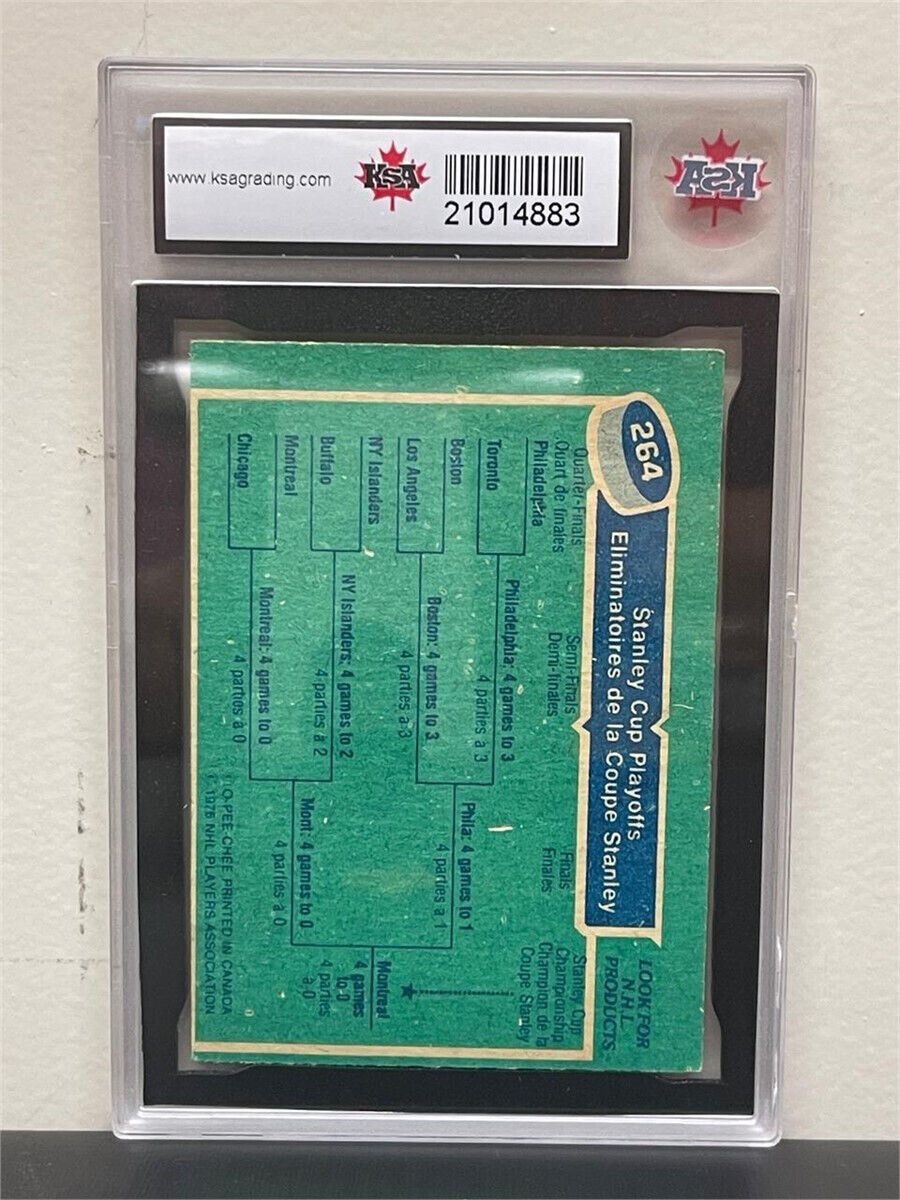 www.ksagrading.com
KSA
21014883
KSA
264
Stanley Cup Playoffs
Eliminatoires de la Coupe Stanley
LOOK FOR
N.H.L.
PRODUCTS
Quarter-Finals
Quart de finales
Semi-Finals
Demi-finales
Finals
Finales
Stanley Cup
Championship
Champion de la
Coupe Stanley
Philadelphia
Toronto
Philadelphia: 4 games to 3
4 parties à 3
Boston
Los Angeles
Boston: 4 games to 3
4 parties à 3
Phila: 4 games to 1
4 parties à 1
NY Islanders
Buffalo
NY Islanders: 4 games to 2
4 parties à 2
Montreal
Chicago
Montreal: 4 games to 0
4 parties à 0
Mont: 4 games to 0
4 parties à 0
Montreal
4 games
to 0
4 parties
à 0
© O-PEE-CHEE PRINTED IN CANADA
© 1976 NHL PLAYERS ASSOCIATION